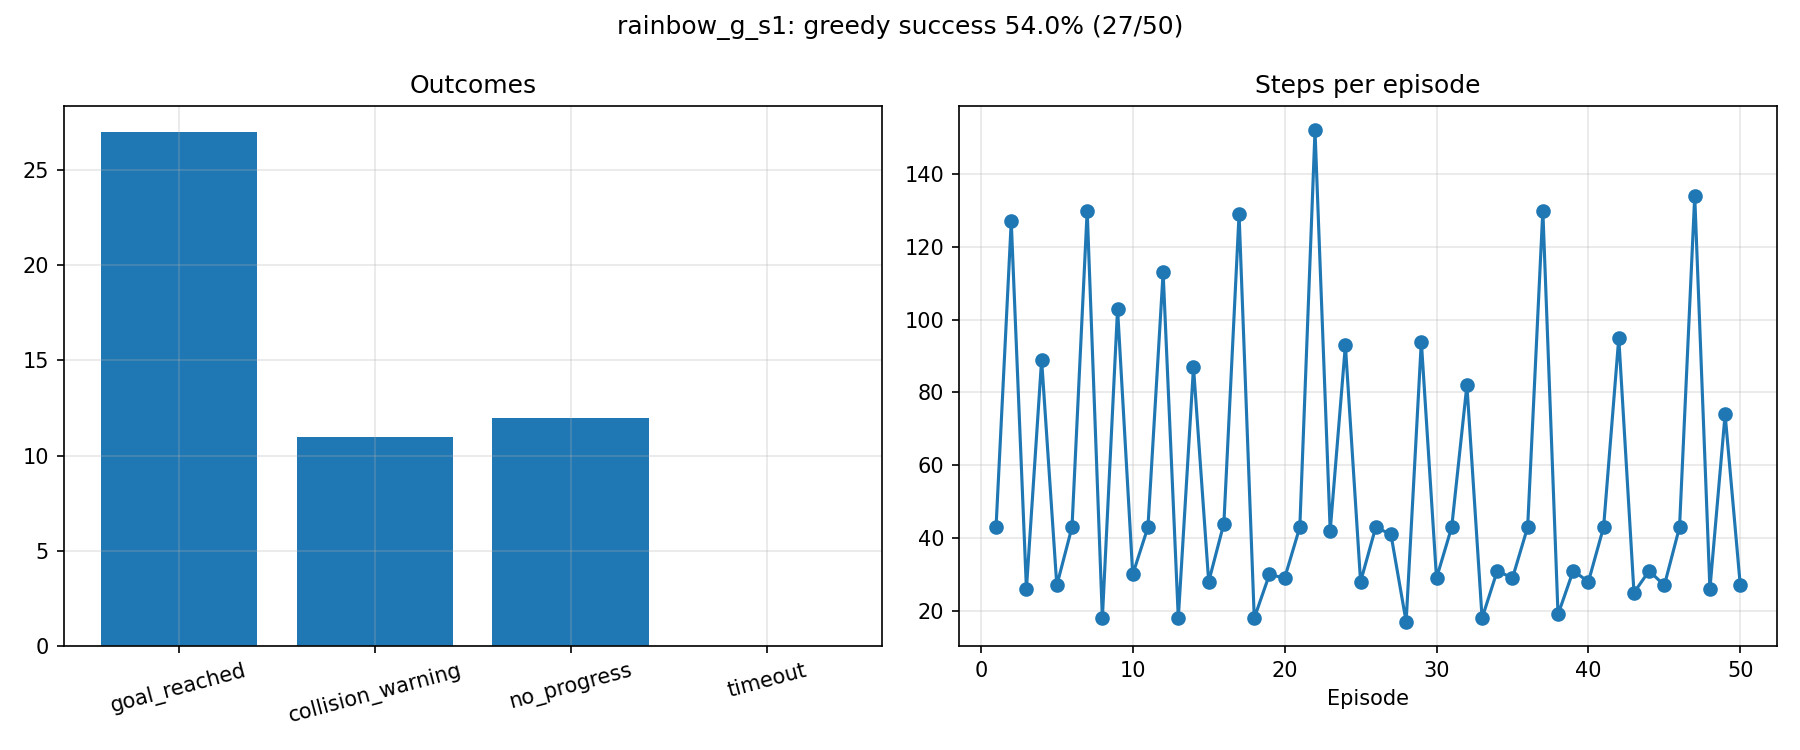 rainbow_g_s1: greedy success 54.0% (27/50)
Outcomes
25
20
15
10
5
0
goal_reached
collision_warning
no_progress
timeout
Steps per episode
140
120
100
80
60
40
20
0
10
20
30
40
50
Episode